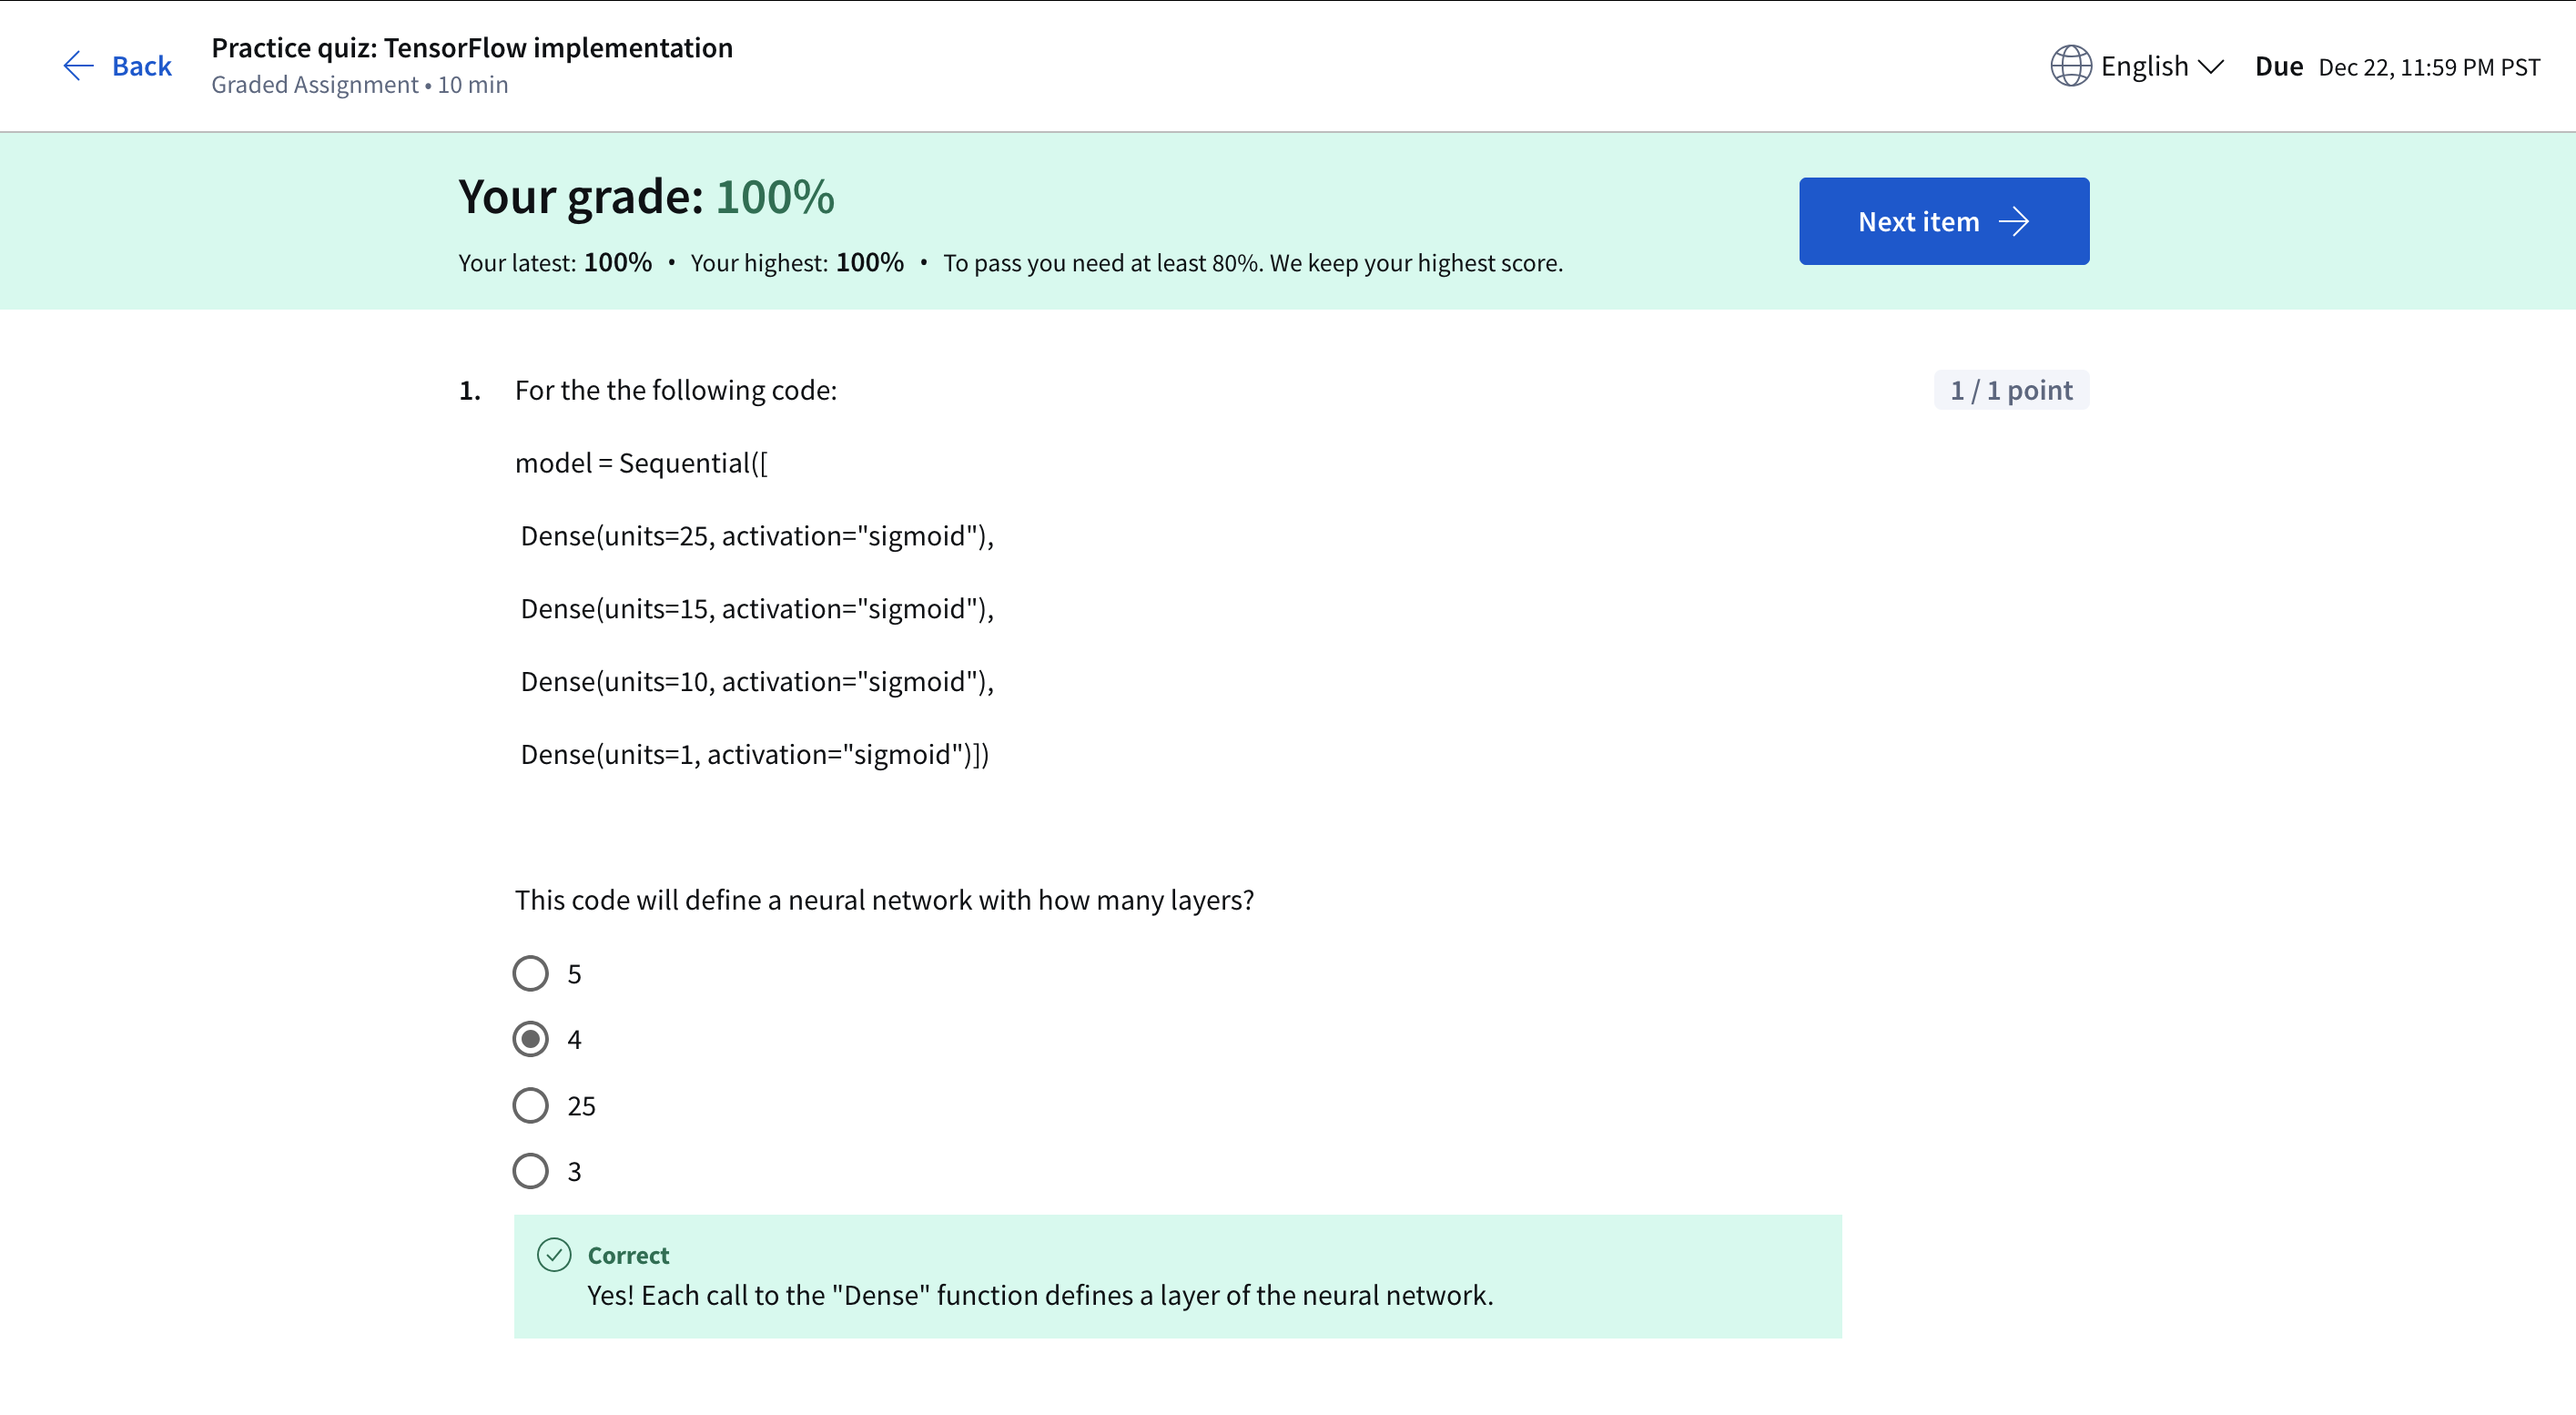 Back
Practice quiz: TensorFlow implementation
Graded Assignment • 10 min
English
Due Dec 22, 11:59 PM PST
Your grade: 100%
Your latest: 100% • Your highest: 100% • To pass you need at least 80%. We keep your highest score.
Next item
1. For the the following code:
1 / 1 point
model = Sequential([
Dense(units=25, activation="sigmoid"),
Dense(units=15, activation="sigmoid"),
Dense(units=10, activation="sigmoid"),
Dense(units=1, activation="sigmoid")])
This code will define a neural network with how many layers?
5
4
25
3
Correct
Yes! Each call to the "Dense" function defines a layer of the neural network.